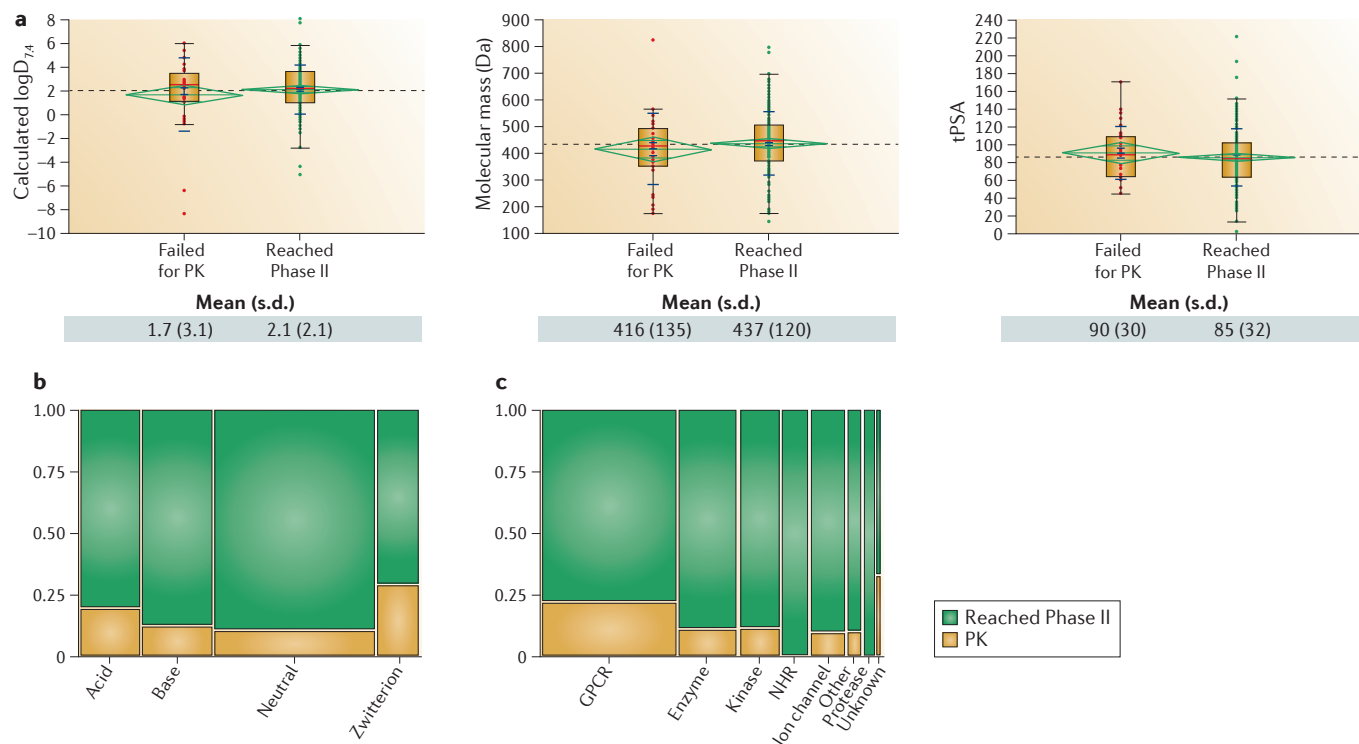 a
Calculated logD7.4
8
6
4
2
0
−2
−4
−6
−8
−10
Failed
for PK
Reached
Phase II
Mean (s.d.)
1.7 (3.1) 2.1 (2.1)
Molecular mass (Da)
900
800
700
600
500
400
300
200
100
Failed
for PK
Reached
Phase II
Mean (s.d.)
416 (135) 437 (120)
tPSA
240
220
200
180
160
140
120
100
80
60
40
20
0
Failed
for PK
Reached
Phase II
Mean (s.d.)
90 (30) 85 (32)
b
1.00
0.75
0.50
0.25
0
Acid
Base
Neutral
Zwitterion
c
1.00
0.75
0.50
0.25
0
GPCR
Enzyme
Kinase
NHR
Ion channel
Other
Protease
Unknown
Reached Phase II
PK